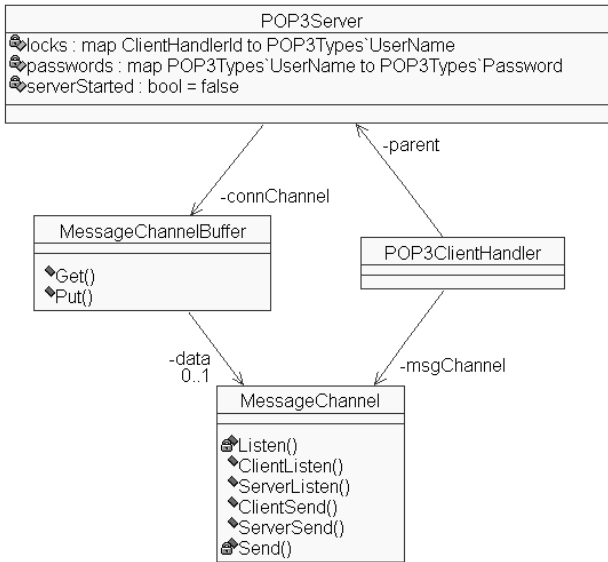 POP3Server
locks : map ClientHandlerId to POP3Types`UserName
passwords : map POP3Types`UserName to POP3Types`Password
serverStarted : bool = false
-parent
-connChannel
MessageChannelBuffer
Get()
Put()
POP3ClientHandler
-data
0..1
-msgChannel
MessageChannel
Listen()
ClientListen()
ServerListen()
ClientSend()
ServerSend()
Send()